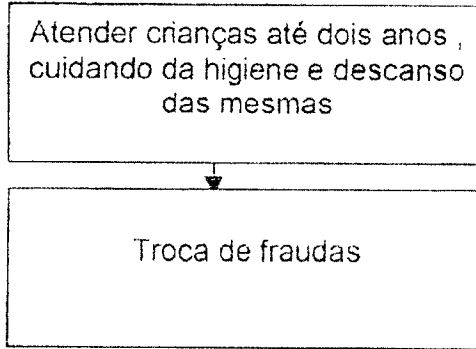 Atender crianças até dois anos ,
cuidando da higiene e descanso
das mesmas
Troca de fraudas